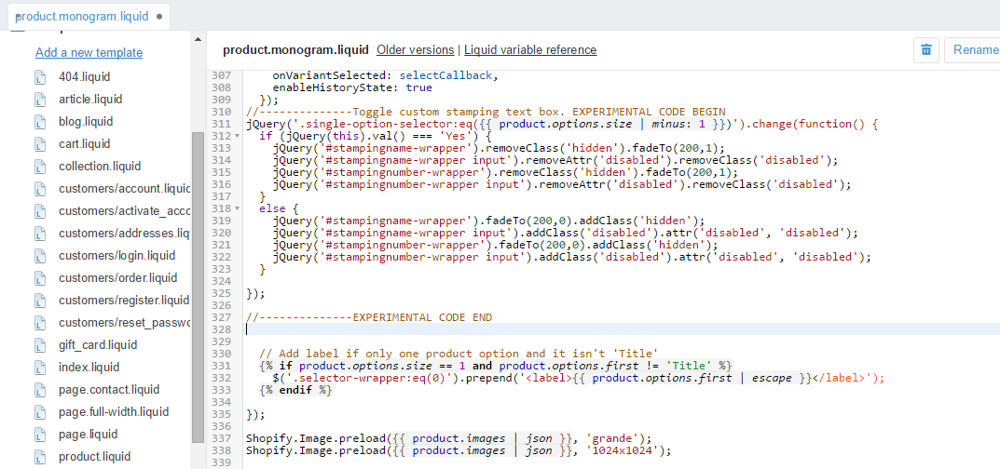 product.monogram.liquid
Add a new template
404.liquid
article.liquid
blog.liquid
cart.liquid
collection.liquid
customers/account.liquid
customers/activate_acco
customers/addresses.liq
customers/login.liquid
customers/order.liquid
customers/register.liquid
customers/reset_passwo
gift_card.liquid
index.liquid
page.contact.liquid
page.full-width.liquid
page.liquid
product.liquid
product.monogram.liquid Older versions | Liquid variable reference
Rename
307 onVariantSelected: selectCallback,
308 enableHistoryState: true
309 });
310 //--------------Toggle custom stamping text box. EXPERIMENTAL CODE BEGIN
311 jQuery('.single-option-selector:eq({{ product.options.size | minus: 1 }})').change(function() {
312 if (jQuery(this).val() === 'Yes') {
313 jQuery('#stampingname-wrapper').removeClass('hidden').fadeTo(200,1);
314 jQuery('#stampingname-wrapper input').removeAttr('disabled').removeClass('disabled');
315 jQuery('#stampingnumber-wrapper').removeClass('hidden').fadeTo(200,1);
316 jQuery('#stampingnumber-wrapper input').removeAttr('disabled').removeClass('disabled');
317 }
318 else {
319 jQuery('#stampingname-wrapper').fadeTo(200,0).addClass('hidden');
320 jQuery('#stampingname-wrapper input').addClass('disabled').attr('disabled', 'disabled');
321 jQuery('#stampingnumber-wrapper').fadeTo(200,0).addClass('hidden');
322 jQuery('#stampingnumber-wrapper input').addClass('disabled').attr('disabled', 'disabled');
323 }
324
325 });
326
327 //--------------EXPERIMENTAL CODE END
328
329
330 // Add label if only one product option and it isn't 'Title'
331 {% if product.options.size == 1 and product.options.first != 'Title' %}
332 $('.selector-wrapper:eq(0)').prepend('<label>{{ product.options.first | escape }}</label>');
333 {% endif %}
334
335 });
336
337 Shopify.Image.preload({{ product.images | json }}, 'grande');
338 Shopify.Image.preload({{ product.images | json }}, '1024x1024');
339